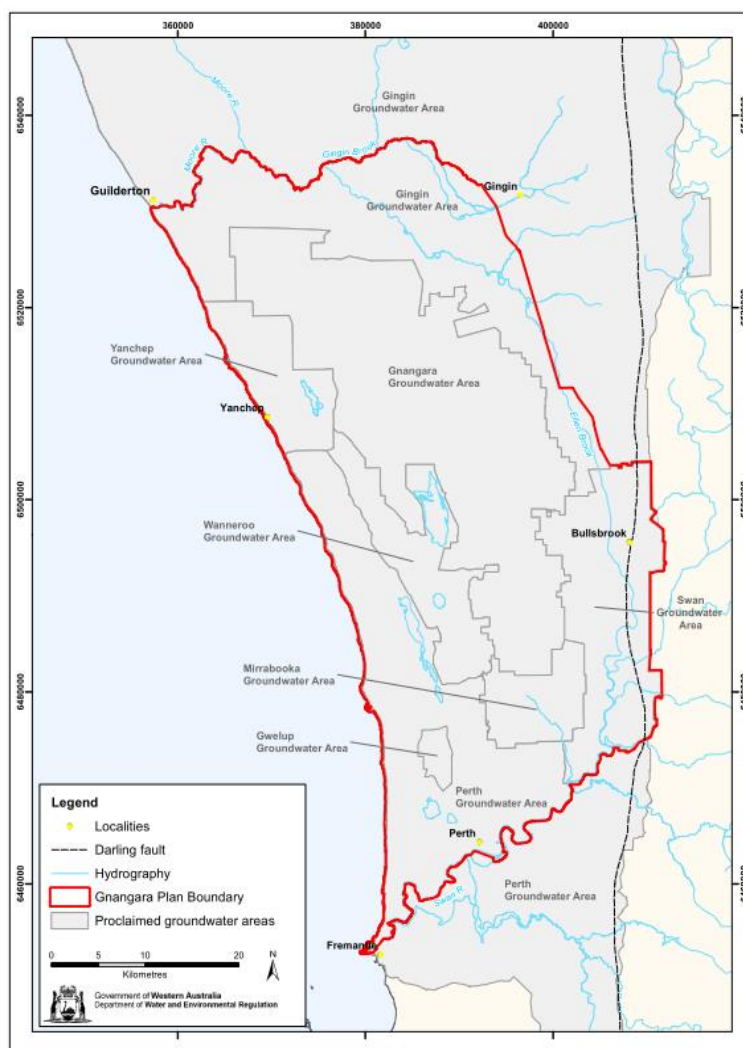 360000
380000
400000
6540000
Moore R.
Gingin
Groundwater Area
Moore R.
Gingin Brook
Guilderton
Gingin
Gingin
Groundwater Area
6520000
Yanchep
Groundwater Area
Gnangara
Groundwater Area
Yanchep
Ellen Brook
6500000
Wanneroo
Groundwater Area
Bullsbrook
Swan
Groundwater
Area
Mirrabooka
Groundwater Area
6480000
Gwelup
Groundwater Area
Perth
Groundwater Area
Perth
6460000
Swan R.
Perth
Groundwater Area
Fremantle
Legend
Localities
Darling fault
Hydrography
Gnangara Plan Boundary
Proclaimed groundwater areas
0 5 10 20
Kilometres
N
Government of Western Australia
Department of Water and Environmental Regulation